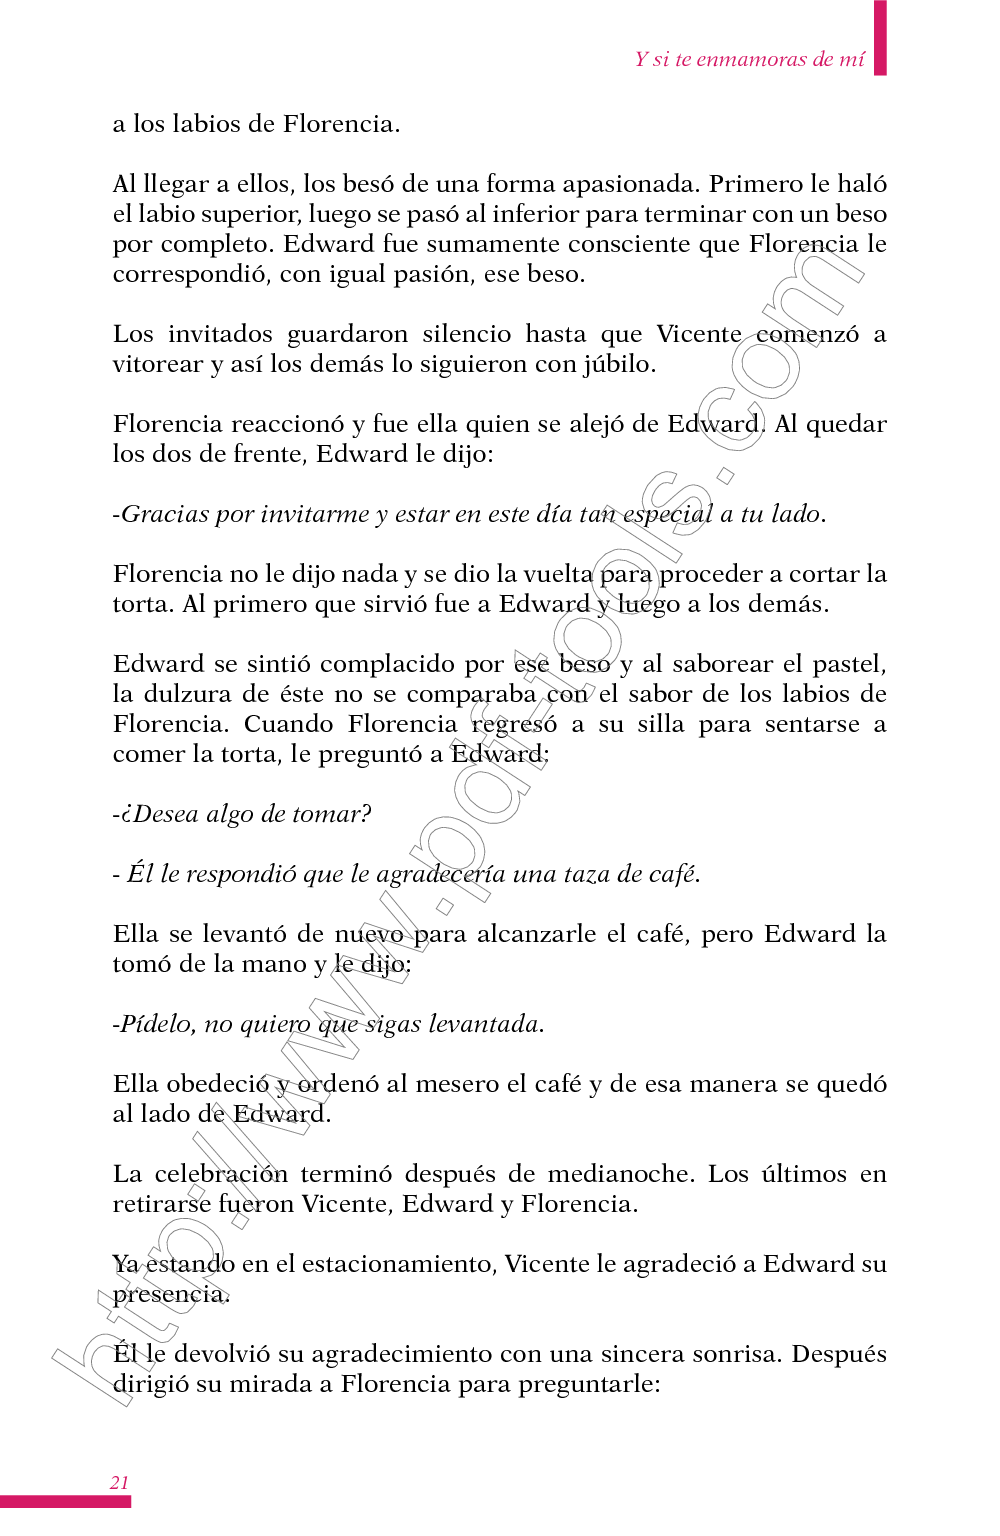 Y si te enmamoras de mí
a los labios de Florencia.
Al llegar a ellos, los besó de una forma apasionada. Primero le haló
el labio superior, luego se pasó al inferior para terminar con un beso
por completo. Edward fue sumamente consciente que Florencia le
correspondió, con igual pasión, ese beso.
Los invitados guardaron silencio hasta que Vicente comenzó a
vitorear y así los demás lo siguieron con júbilo.
Florencia reaccionó y fue ella quien se alejó de Edward. Al quedar
los dos de frente, Edward le dijo:
-Gracias por invitarme y estar en este día tan especial a tu lado.
Florencia no le dijo nada y se dio la vuelta para proceder a cortar la
torta. Al primero que sirvió fue a Edward y luego a los demás.
Edward se sintió complacido por ese beso y al saborear el pastel,
la dulzura de éste no se comparaba con el sabor de los labios de
Florencia. Cuando Florencia regresó a su silla para sentarse a
comer la torta, le preguntó a Edward:
-¿Desea algo de tomar?
- Él le respondió que le agradecería una taza de café.
Ella se levantó de nuevo para alcanzarle el café, pero Edward la
tomó de la mano y le dijo:
-Pídelo, no quiero que sigas levantada.
Ella obedeció y ordenó al mesero el café y de esa manera se quedó
al lado de Edward.
La celebración terminó después de medianoche. Los últimos en
retirarse fueron Vicente, Edward y Florencia.
Ya estando en el estacionamiento, Vicente le agradeció a Edward su
presencia.
Él le devolvió su agradecimiento con una sincera sonrisa. Después
dirigió su mirada a Florencia para preguntarle:
21
http://www.pdf-tools.com